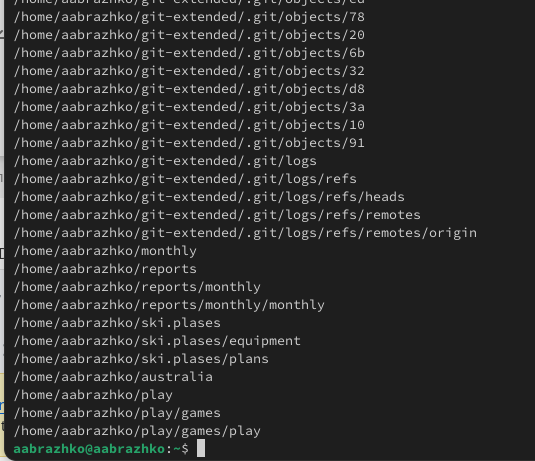 /home/aabrazhko/git-extended/.git/objects/78
/home/aabrazhko/git-extended/.git/objects/20
/home/aabrazhko/git-extended/.git/objects/6b
/home/aabrazhko/git-extended/.git/objects/32
/home/aabrazhko/git-extended/.git/objects/d8
/home/aabrazhko/git-extended/.git/objects/3a
/home/aabrazhko/git-extended/.git/objects/10
/home/aabrazhko/git-extended/.git/objects/91
/home/aabrazhko/git-extended/.git/logs
/home/aabrazhko/git-extended/.git/logs/refs
/home/aabrazhko/git-extended/.git/logs/refs/heads
/home/aabrazhko/git-extended/.git/logs/refs/remotes
/home/aabrazhko/git-extended/.git/logs/refs/remotes/origin
/home/aabrazhko/monthly
/home/aabrazhko/reports
/home/aabrazhko/reports/monthly
/home/aabrazhko/reports/monthly/monthly
/home/aabrazhko/ski.plases
/home/aabrazhko/ski.plases/equipment
/home/aabrazhko/ski.plases/plans
/home/aabrazhko/australia
/home/aabrazhko/play
/home/aabrazhko/play/games
/home/aabrazhko/play/games/play
aabrazhko@aabrazhko:~$